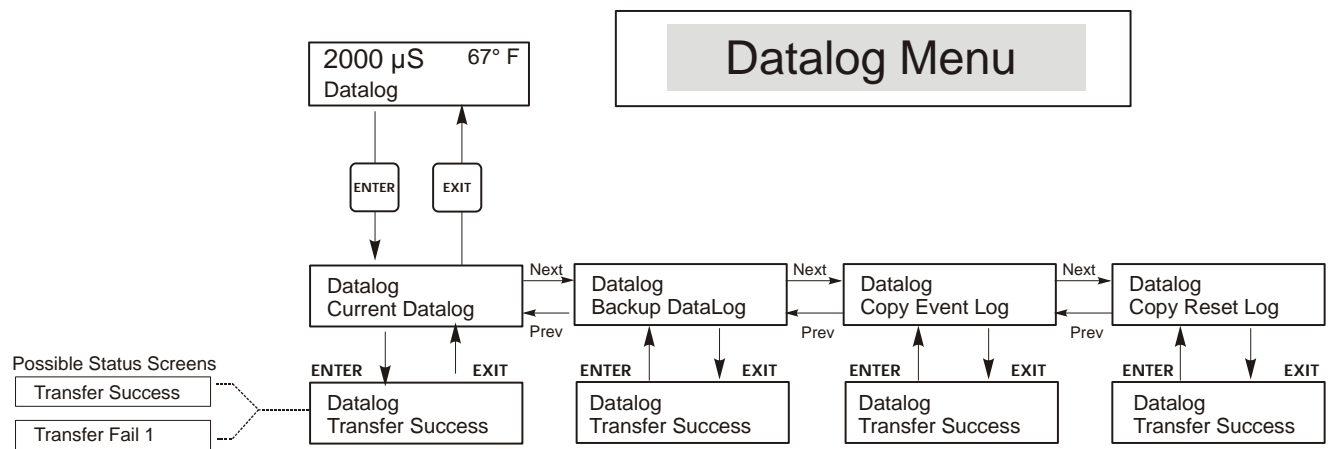 Datalog Menu
2000 µS 67° F
Datalog
ENTER EXIT
Datalog
Current Datalog
Next
Prev
Datalog
Backup DataLog
Next
Prev
Datalog
Copy Event Log
Next
Prev
Datalog
Copy Reset Log
Possible Status Screens
Transfer Success
Transfer Fail 1
ENTER EXIT
Datalog
Transfer Success
ENTER EXIT
Datalog
Transfer Success
ENTER EXIT
Datalog
Transfer Success
ENTER EXIT
Datalog
Transfer Success